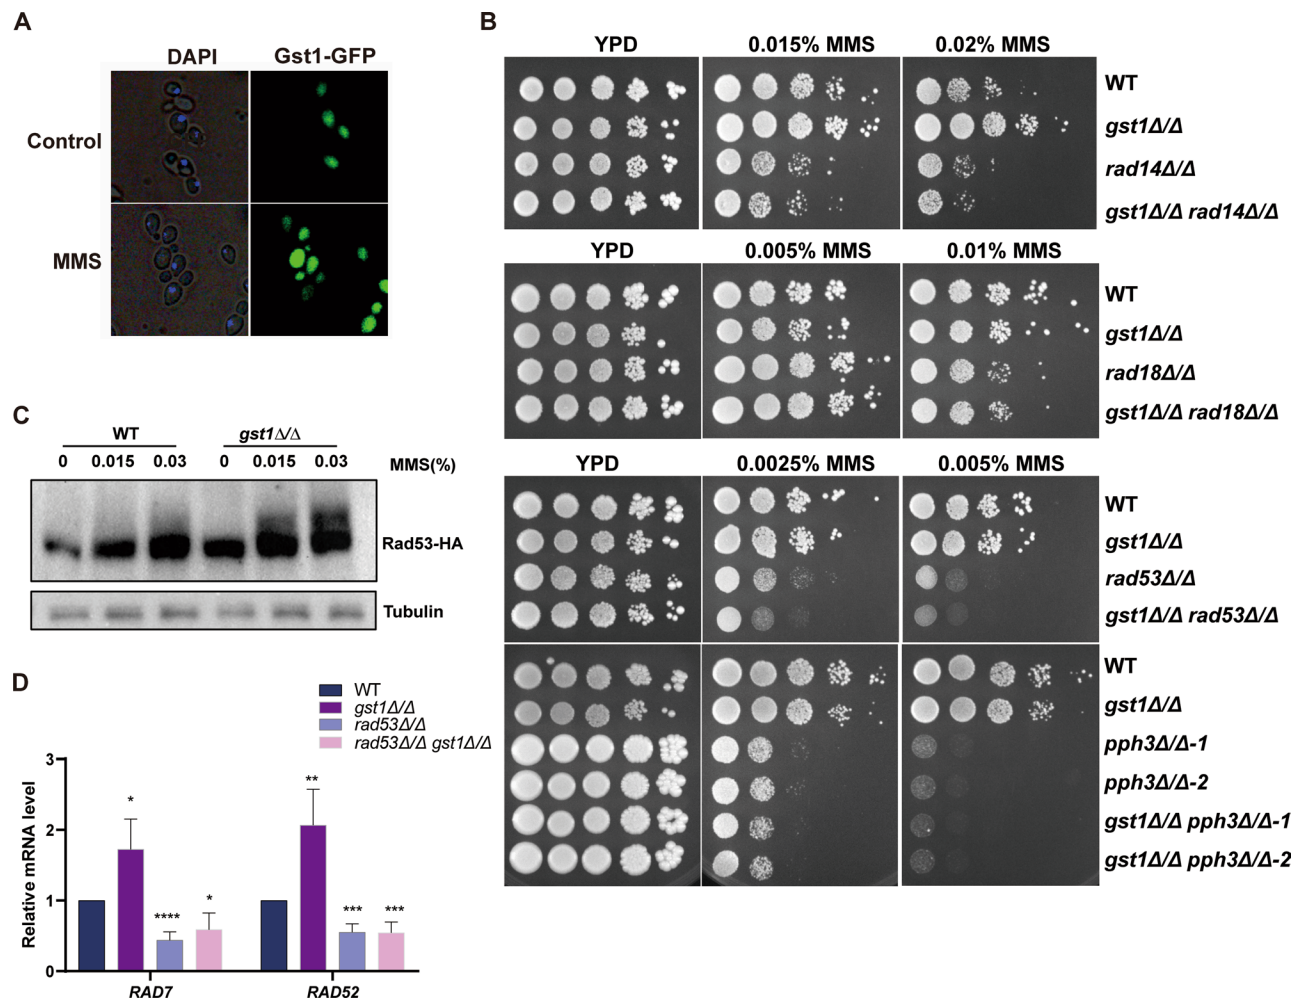 A
DAPI Gst1-GFP
Control
MMS
B
YPD 0.015% MMS 0.02% MMS
WT
gst1Δ/Δ
rad14Δ/Δ
gst1Δ/Δ rad14Δ/Δ
YPD 0.005% MMS 0.01% MMS
WT
gst1Δ/Δ
rad18Δ/Δ
gst1Δ/Δ rad18Δ/Δ
YPD 0.0025% MMS 0.005% MMS
WT
gst1Δ/Δ
rad53Δ/Δ
gst1Δ/Δ rad53Δ/Δ
WT
gst1Δ/Δ
pph3Δ/Δ-1
pph3Δ/Δ-2
gst1Δ/Δ pph3Δ/Δ-1
gst1Δ/Δ pph3Δ/Δ-2
C
WT gst1Δ/Δ
0 0.015 0.03 0 0.015 0.03 MMS(%)
Rad53-HA
Tubulin
D
WT
gst1Δ/Δ
rad53Δ/Δ
rad53Δ/Δ gst1Δ/Δ
Relative mRNA level
3
2
1
0
* **** * ** *** ***
RAD7 RAD52